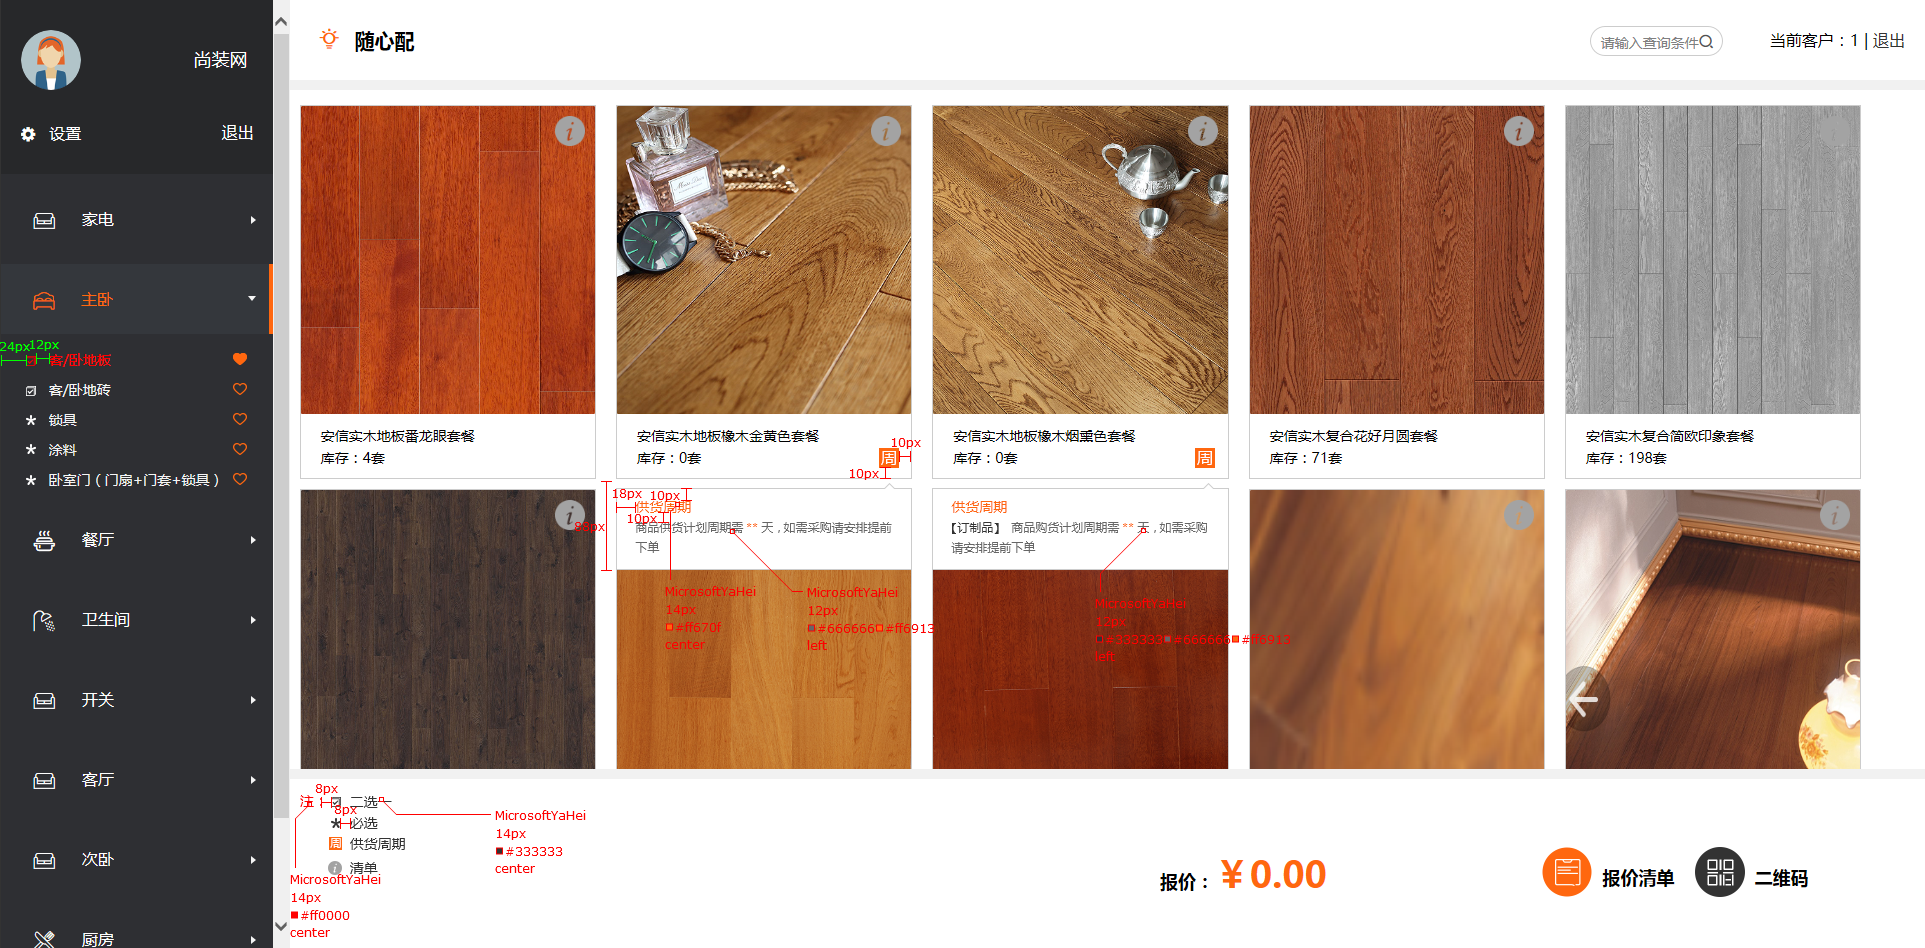 尚装网
设置
退出
家电
主卧
24px
12px
客/卧地板
客/卧地砖
锁具
涂料
卧室门（门扇+门套+锁具）
餐厅
卫生间
开关
客厅
次卧
厨房
随心配
请输入查询条件
当前客户：1 | 退出
安信实木地板番龙眼套餐
库存：4套
安信实木地板橡木金黄色套餐
库存：0套
周
10px
10px
安信实木地板橡木烟熏色套餐
库存：0套
周
安信实木复合花好月圆套餐
库存：71套
安信实木复合简欧印象套餐
库存：198套
18px
10px
10px
88px
供货周期
商品供货计划周期需 ** 天，如需采购请安排提前
下单
供货周期
【订制品】 商品购货计划周期需 ** 天，如需采购
请安排提前下单
MicrosoftYaHei
14px
#ff670f
center
MicrosoftYaHei
12px
#666666 #ff6913
left
MicrosoftYaHei
12px
#333333 #666666 #ff6913
left
8px
注：
二选一
8px
必选
周 供货周期
清单
MicrosoftYaHei
14px
#333333
center
MicrosoftYaHei
14px
#ff0000
center
报价：¥0.00
报价清单
二维码